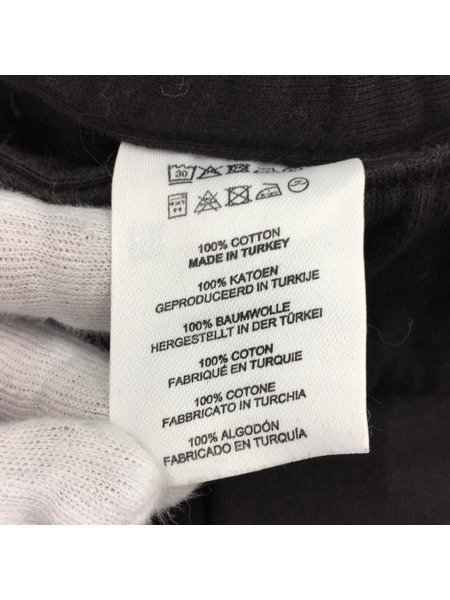 30
100% COTTON
MADE IN TURKEY
100% KATOEN
GEPRODUCEERD IN TURKIJE
100% BAUMWOLLE
HERGESTELLT IN DER TÜRKEI
100% COTON
FABRIQUÉ EN TURQUIE
100% COTONE
FABBRICATO IN TURCHIA
100% ALGODÓN
FABRICADO EN TURQUÍA